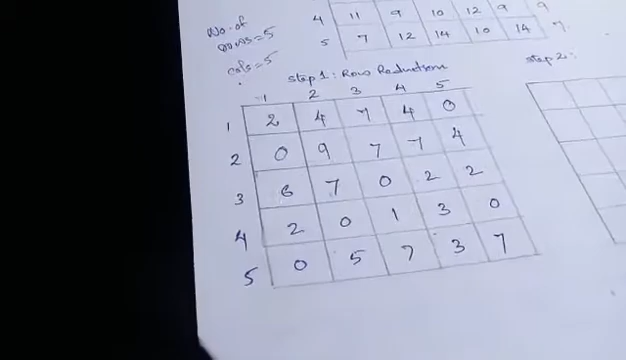 No. of
rows=5
cols=5
4 11 9 10 12 9 9
5 7 12 14 10 14 7
Step 1: Row Reduction
1 2 3 4 5
1 2 4 7 4 0
2 0 9 7 7 4
3 6 7 0 2 2
4 2 0 1 3 0
5 0 5 7 3 7
Step 2: